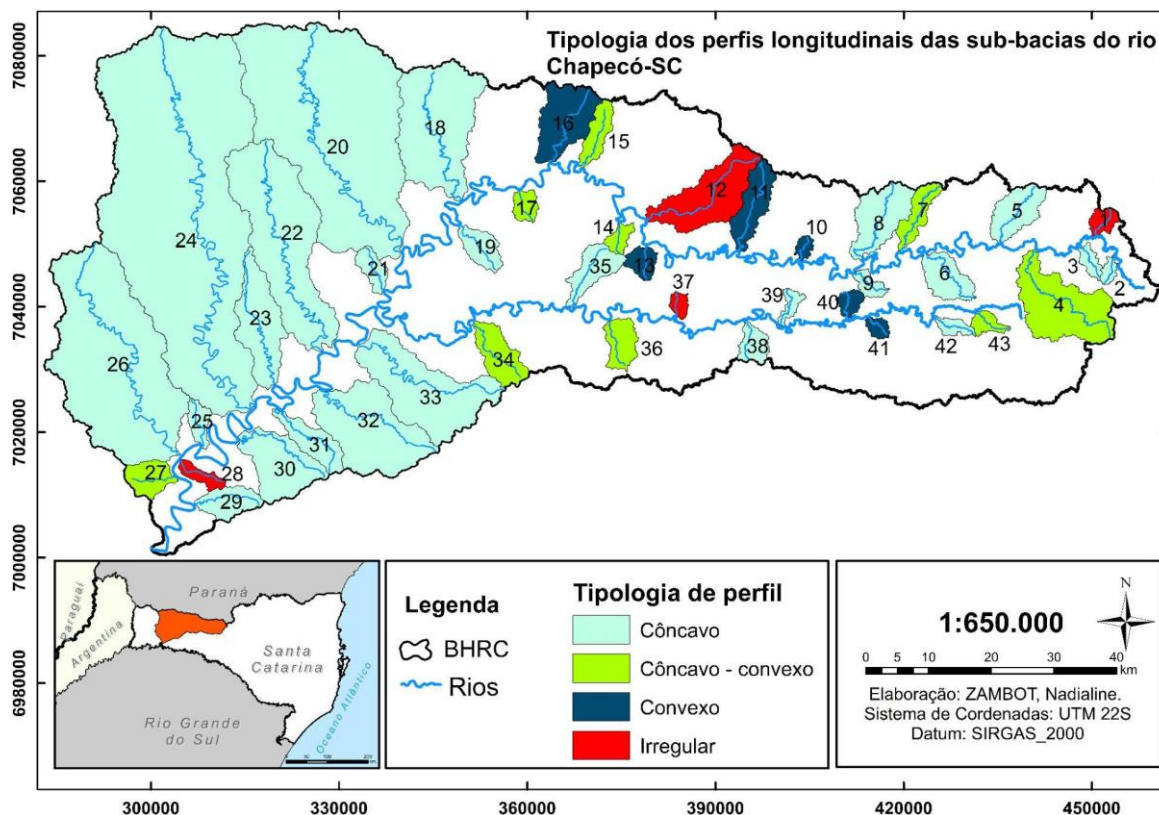 Tipologia dos perfis longitudinais das sub-bacias do rio
Chapecó-SC
7080000
7060000
7040000
7020000
7000000
6980000
16
15
18
20
12
11
17
14
10
8
7
5
24
22
19
35
13
21
37
39
9
6
3
2
40
4
23
26
41
42
43
34
36
38
33
32
25
31
30
27
28
29
Paraguai
Argentina
Paraná
Santa
Catarina
Rio Grande
do Sul
Oceano Atlântico
Legenda
BHRC
Rios
Tipologia de perfil
Côncavo
Côncavo - convexo
Convexo
Irregular
N
1:650.000
0 5 10 20 30 40
km
Elaboração: ZAMBOT, Nadialine.
Sistema de Cordenadas: UTM 22S
Datum: SIRGAS_2000
300000 330000 360000 390000 420000 450000